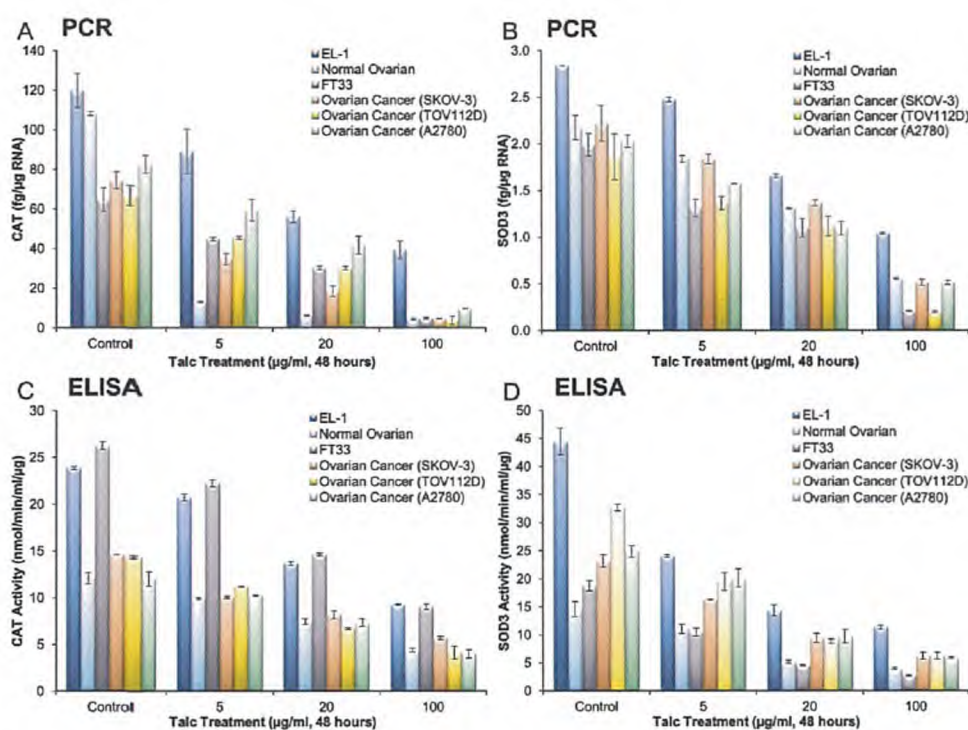 A PCR
140
120
100
80
60
40
20
0
CAT (fg/µg RNA)
EL-1
Normal Ovarian
FT33
Ovarian Cancer (SKOV-3)
Ovarian Cancer (TOV112D)
Ovarian Cancer (A2780)
Control 5 20 100
Talc Treatment (µg/ml, 48 hours)
B PCR
3.0
2.5
2.0
1.5
1.0
0.5
0.0
SOD3 (fg/µg RNA)
EL-1
Normal Ovarian
FT33
Ovarian Cancer (SKOV-3)
Ovarian Cancer (TOV112D)
Ovarian Cancer (A2780)
Control 5 20 100
Talc Treatment (µg/ml, 48 hours)
C ELISA
30
25
20
15
10
5
0
CAT Activity (nmol/min/ml/µg)
EL-1
Normal Ovarian
FT33
Ovarian Cancer (SKOV-3)
Ovarian Cancer (TOV112D)
Ovarian Cancer (A2780)
Control 5 20 100
Talc Treatment (µg/ml, 48 hours)
D ELISA
50
45
40
35
30
25
20
15
10
5
0
SOD3 Activity (nmol/min/ml/µg)
EL-1
Normal Ovarian
FT33
Ovarian Cancer (SKOV-3)
Ovarian Cancer (TOV112D)
Ovarian Cancer (A2780)
Control 5 20 100
Talc Treatment (µg/ml, 48 hours)